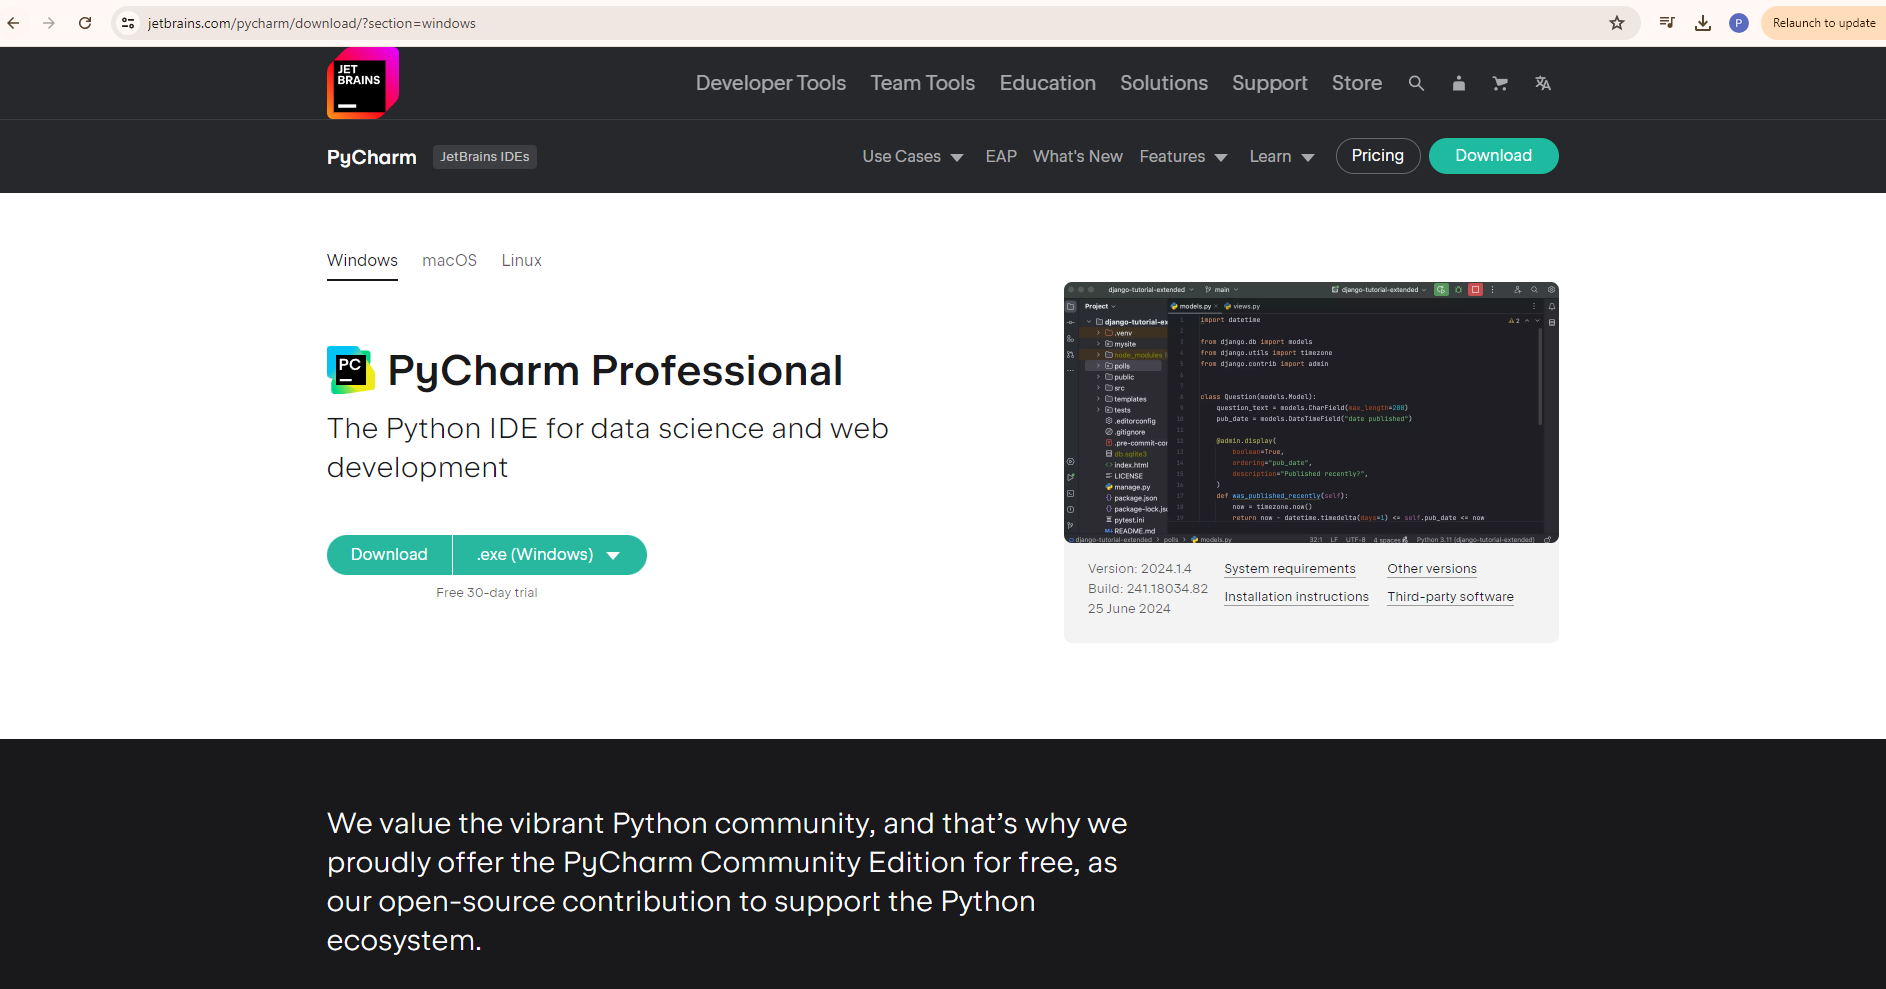 jetbrains.com/pycharm/download/?section=windows
P
Relaunch to update
JET
BRAINS
Developer Tools Team Tools Education Solutions Support Store
PyCharm JetBrains IDEs
Use Cases EAP What's New Features Learn Pricing Download
Windows macOS Linux
PC PyCharm Professional
The Python IDE for data science and web
development
Download .exe (Windows)
Free 30-day trial
django-tutorial-extended main django-tutorial-extended
Project models.py views.py
django-tutorial-ex
.venv
mysite
node_modules
polls
public
src
templates
tests
.editorconfig
.gitignore
.pre-commit-con
db.sqlite3
index.html
LICENSE
manage.py
package.json
package-lock.jso
pytest.ini
README.md
2
import datetime
from django.db import models
from django.utils import timezone
from django.contrib import admin
class Question(models.Model):
question_text = models.CharField(max_length=200)
pub_date = models.DateTimeField("date published")
@admin.display(
boolean=True,
ordering="pub_date",
description="Published recently?",
)
def was_published_recently(self):
now = timezone.now()
return now - datetime.timedelta(days=1) <= self.pub_date <= now
django-tutorial-extended > polls > models.py 32:1 LF UTF-8 4 spaces Python 3.11 (django-tutorial-extended)
Version: 2024.1.4
Build: 241.18034.82
25 June 2024
System requirements
Installation instructions
Other versions
Third-party software
We value the vibrant Python community, and that’s why we
proudly offer the PyCharm Community Edition for free, as
our open-source contribution to support the Python
ecosystem.